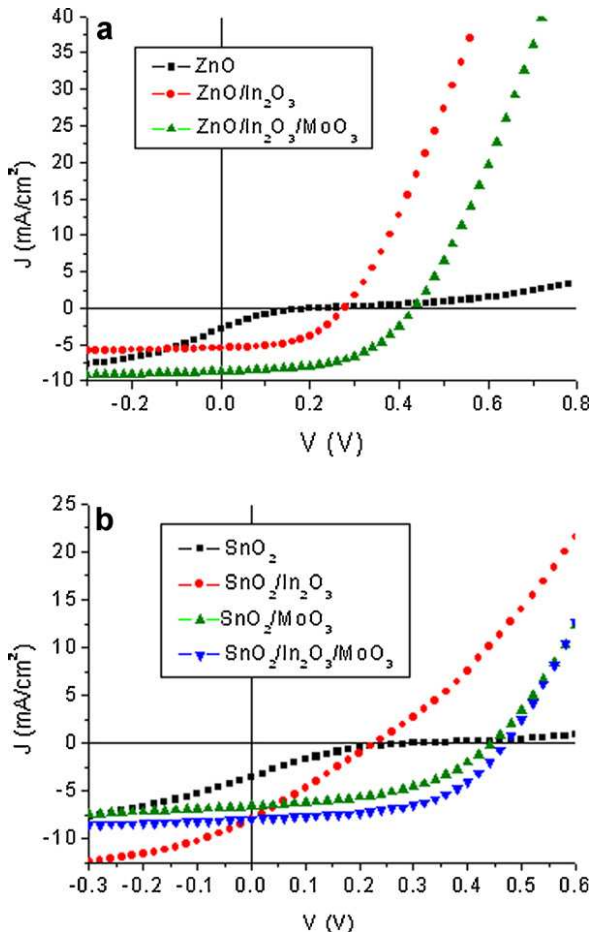 a
40
35
30
25
20
15
10
5
0
-5
-10
J (mA/cm²)
ZnO
ZnO/In₂O₃
ZnO/In₂O₃/MoO₃
-0.2 0.0 0.2 0.4 0.6 0.8
V (V)
b
25
20
15
10
5
0
-5
-10
J (mA/cm²)
SnO₂
SnO₂/In₂O₃
SnO₂/MoO₃
SnO₂/In₂O₃/MoO₃
-0.3 -0.2 -0.1 0.0 0.1 0.2 0.3 0.4 0.5 0.6
V (V)